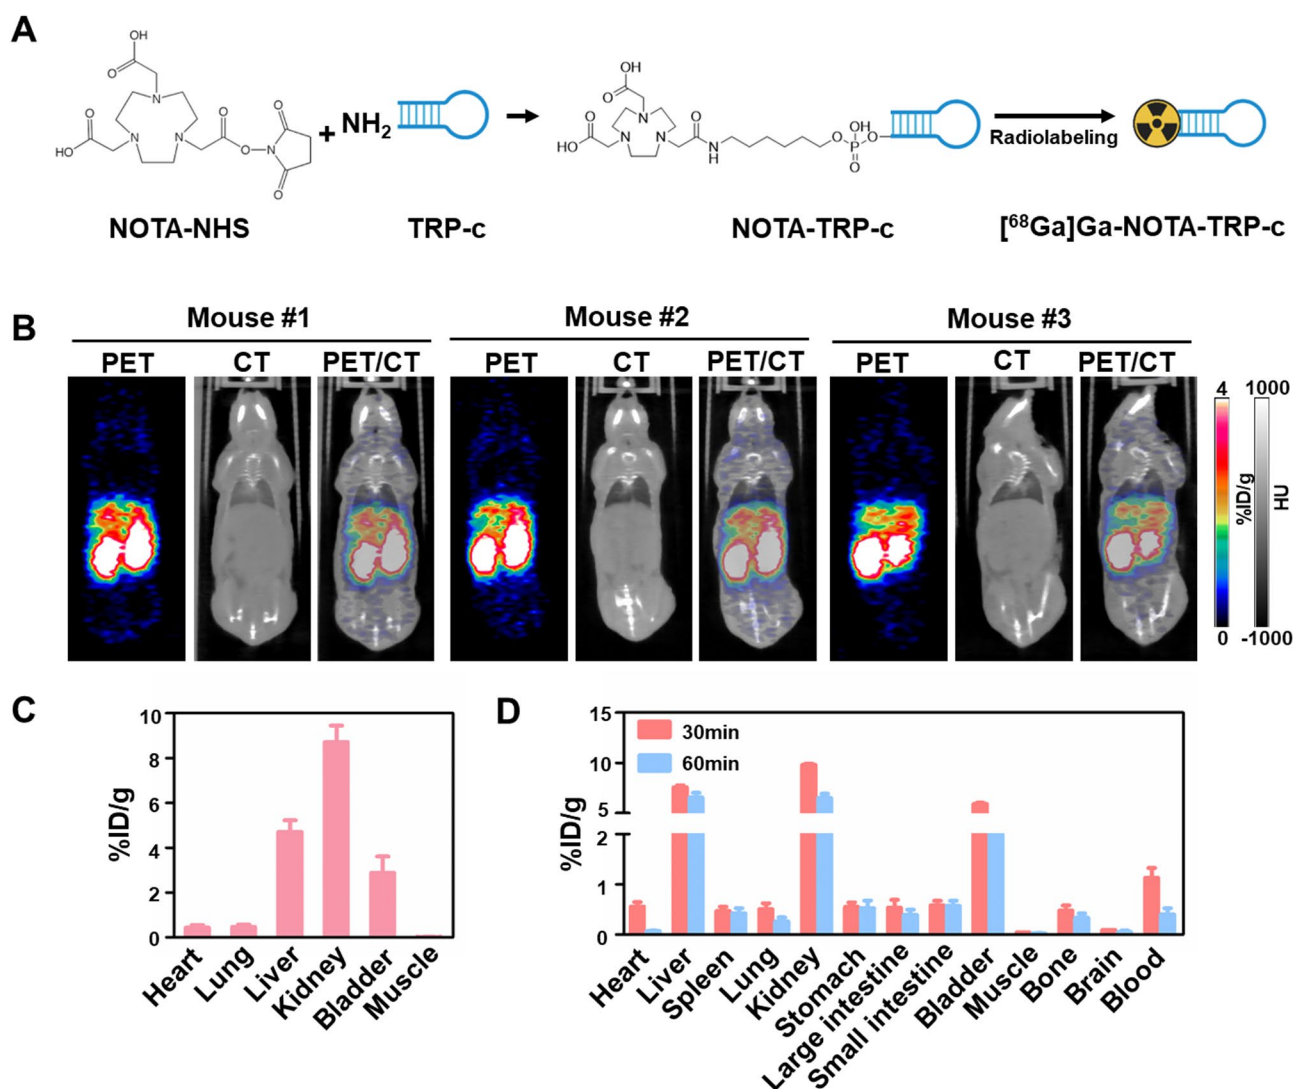 A
OH
O
N
O
HO
N
N
O
O
N
O
O
NOTA-NHS
+
NH2
TRP-c
OH
O
N
O
HO
N
N
O
N
H
O
OH
P
O
O
NOTA-TRP-c
Radiolabeling
[68Ga]Ga-NOTA-TRP-c
B
Mouse #1
Mouse #2
Mouse #3
PET CT PET/CT PET CT PET/CT PET CT PET/CT
4 1000
%ID/g HU
0 -1000
C
%ID/g
10
8
6
4
2
0
Heart
Lung
Liver
Kidney
Bladder
Muscle
D
%ID/g
15
10
5
2
1
0
30min
60min
Heart
Liver
Spleen
Lung
Kidney
Stomach
Large intestine
Small intestine
Bladder
Muscle
Bone
Brain
Blood